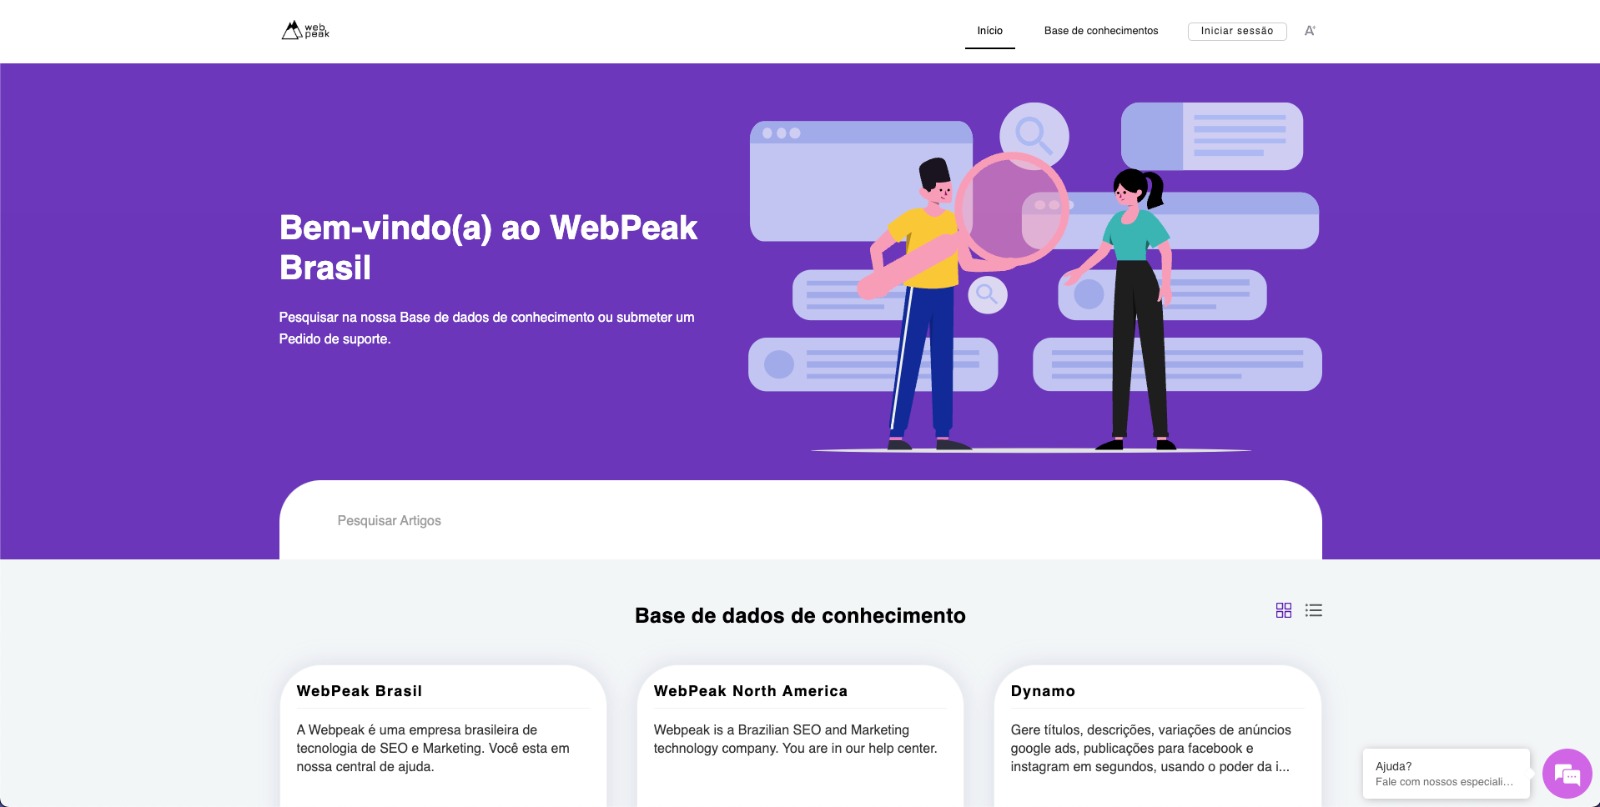 web
peak
Início
Base de conhecimentos
Iniciar sessão
A+
Bem-vindo(a) ao WebPeak
Brasil
Pesquisar na nossa Base de dados de conhecimento ou submeter um
Pedido de suporte.
Pesquisar Artigos
Base de dados de conhecimento
WebPeak Brasil
A Webpeak é uma empresa brasileira de
tecnologia de SEO e Marketing. Você esta em
nossa central de ajuda.
WebPeak North America
Webpeak is a Brazilian SEO and Marketing
technology company. You are in our help center.
Dynamo
Gere títulos, descrições, variações de anúncios
google ads, publicações para facebook e
instagram em segundos, usando o poder da i...
Ajuda?
Fale com nossos especiali...